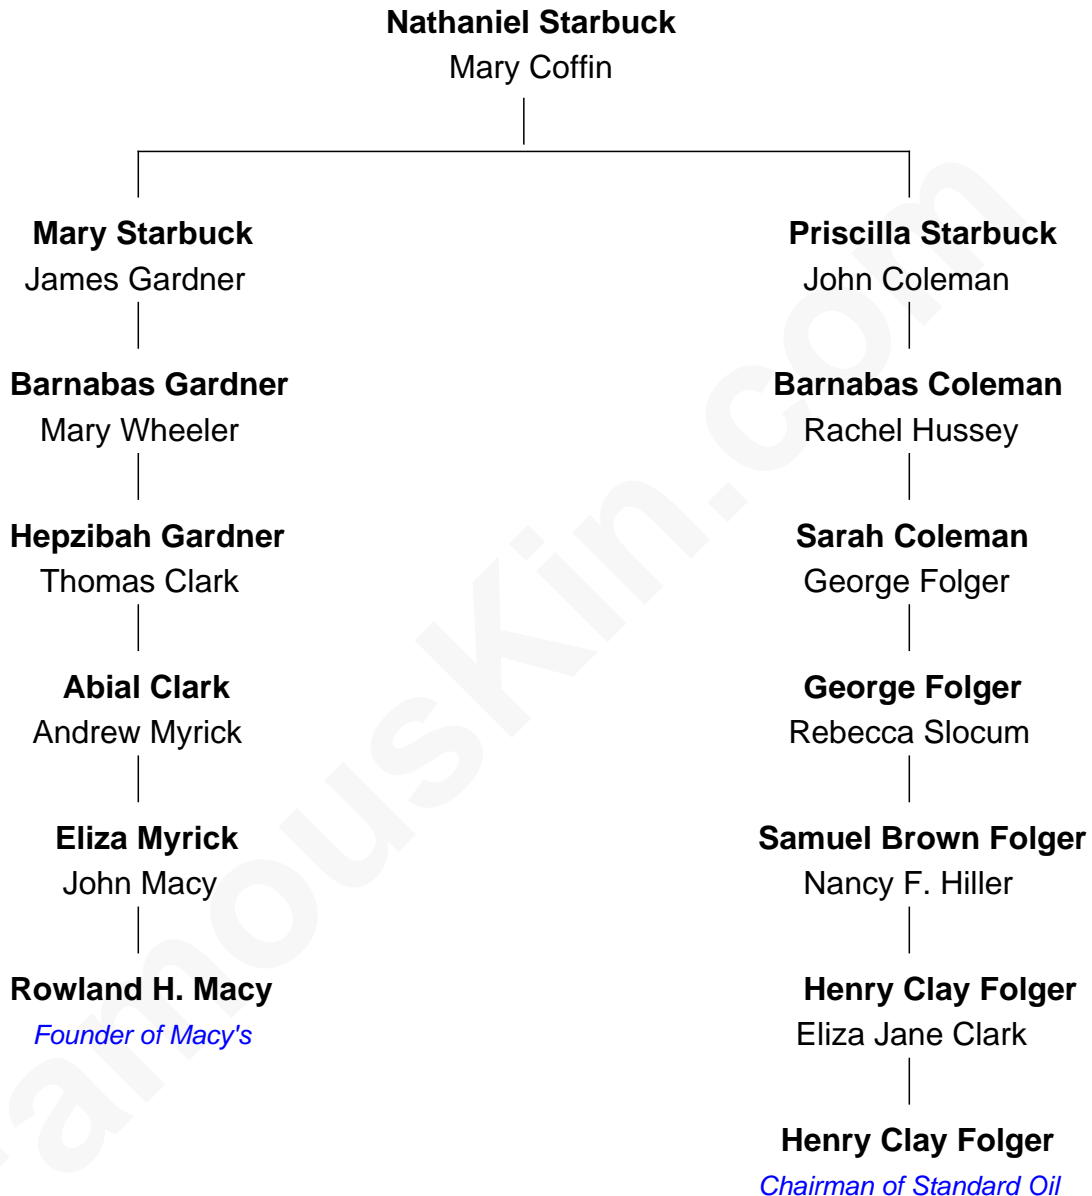 Nathaniel Starbuck
Mary Coffin
Mary Starbuck
James Gardner
Priscilla Starbuck
John Coleman
Barnabas Gardner
Mary Wheeler
Barnabas Coleman
Rachel Hussey
Hepzibah Gardner
Thomas Clark
Sarah Coleman
George Folger
Abial Clark
Andrew Myrick
George Folger
Rebecca Slocum
Eliza Myrick
John Macy
Samuel Brown Folger
Nancy F. Hiller
Rowland H. Macy
Founder of Macy's
Henry Clay Folger
Eliza Jane Clark
Henry Clay Folger
Chairman of Standard Oil
FamousKin.com